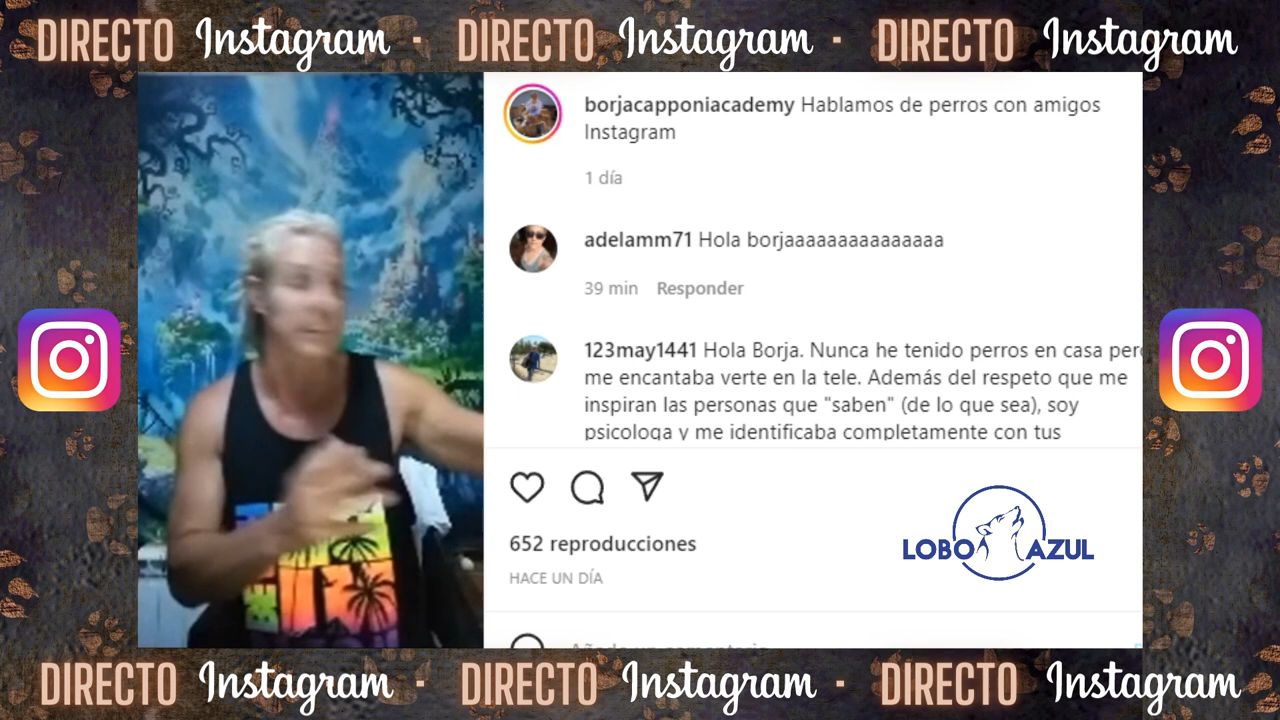 DIRECTO Instagram · DIRECTO Instagram · DIRECTO Instagram
borjacapponiacademy Hablamos de perros con amigos
Instagram
1 día
adelamm71 Hola borjaaaaaaaaaaaaaaaa
39 min Responder
123may1441 Hola Borja. Nunca he tenido perros en casa
me encantaba verte en la tele. Además del respeto que me
inspiran las personas que "saben" (de lo que sea), soy
psicologa y me identificaba completamente con tus
LOBO AZUL
652 reproducciones
HACE UN DÍA
DIRECTO Instagram · DIRECTO Instagram · DIRECTO Instagram